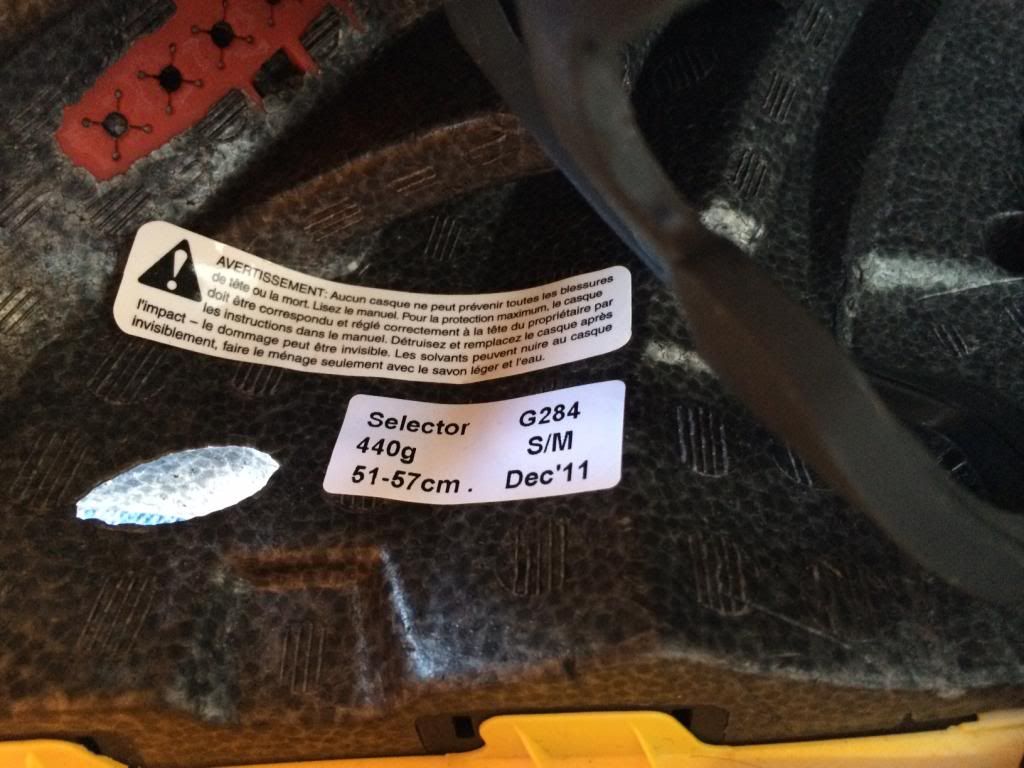 AVERTISSEMENT: Aucun casque ne peut prévenir toutes les blessures
de tête ou la mort. Lisez le manuel. Pour la protection maximum, le casque
doit être correspondu et réglé correctement à la tête du propriétaire par
les instructions dans le manuel. Détruisez et remplacez le casque après
l'impact – le dommage peut être invisible. Les solvants peuvent nuire au casque
invisiblement, faire le ménage seulement avec le savon léger et l'eau.
Selector G284
440g S/M
51-57cm . Dec'11